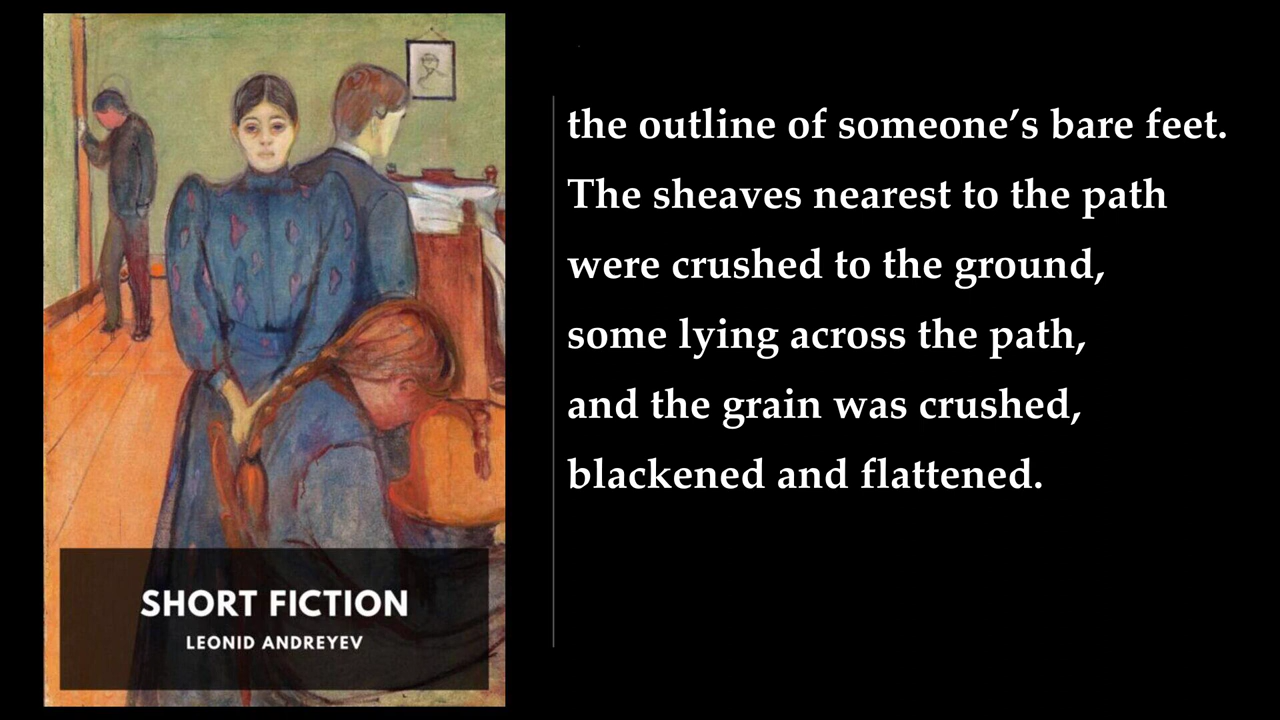 the outline of someone’s bare feet.
The sheaves nearest to the path
were crushed to the ground,
some lying across the path,
and the grain was crushed,
blackened and flattened.
SHORT FICTION
LEONID ANDREYEV